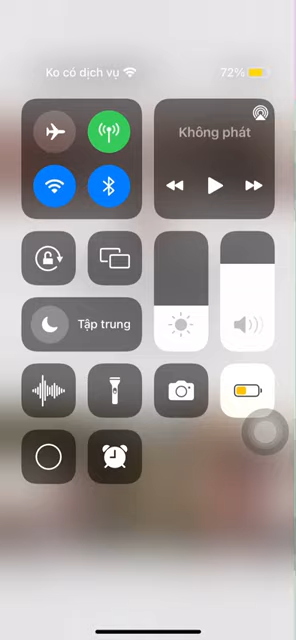 Ko có dịch vụ 72%
Không phát
Tập trung